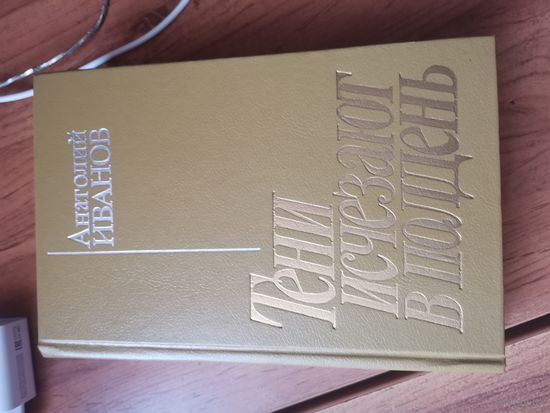 Анатолий
ИВАНОВ
Тени
исчезают
в полдень